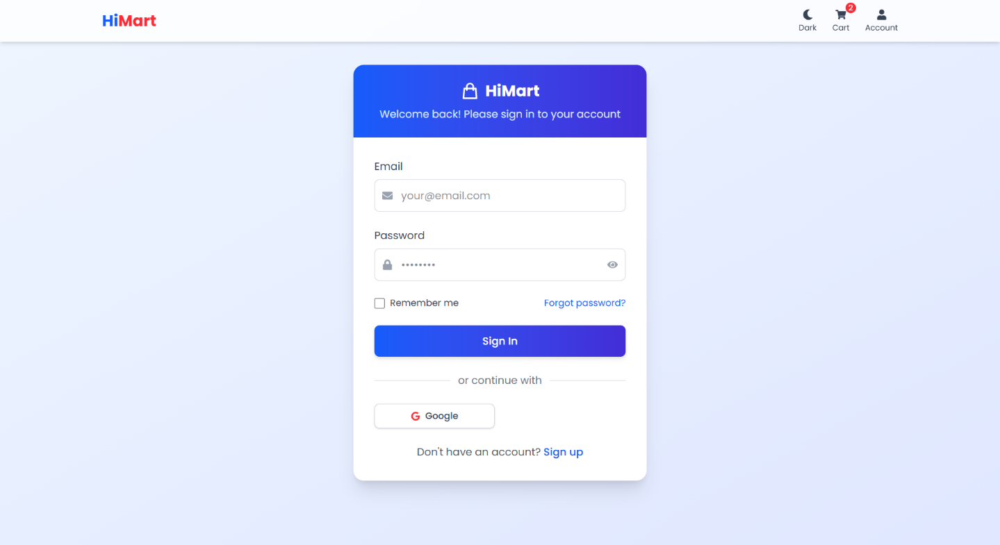 HiMart
Dark
2
Cart
Account
HiMart
Welcome back! Please sign in to your account
Email
your@email.com
Password
••••••••
Remember me
Forgot password?
Sign In
or continue with
G Google
Don't have an account? Sign up